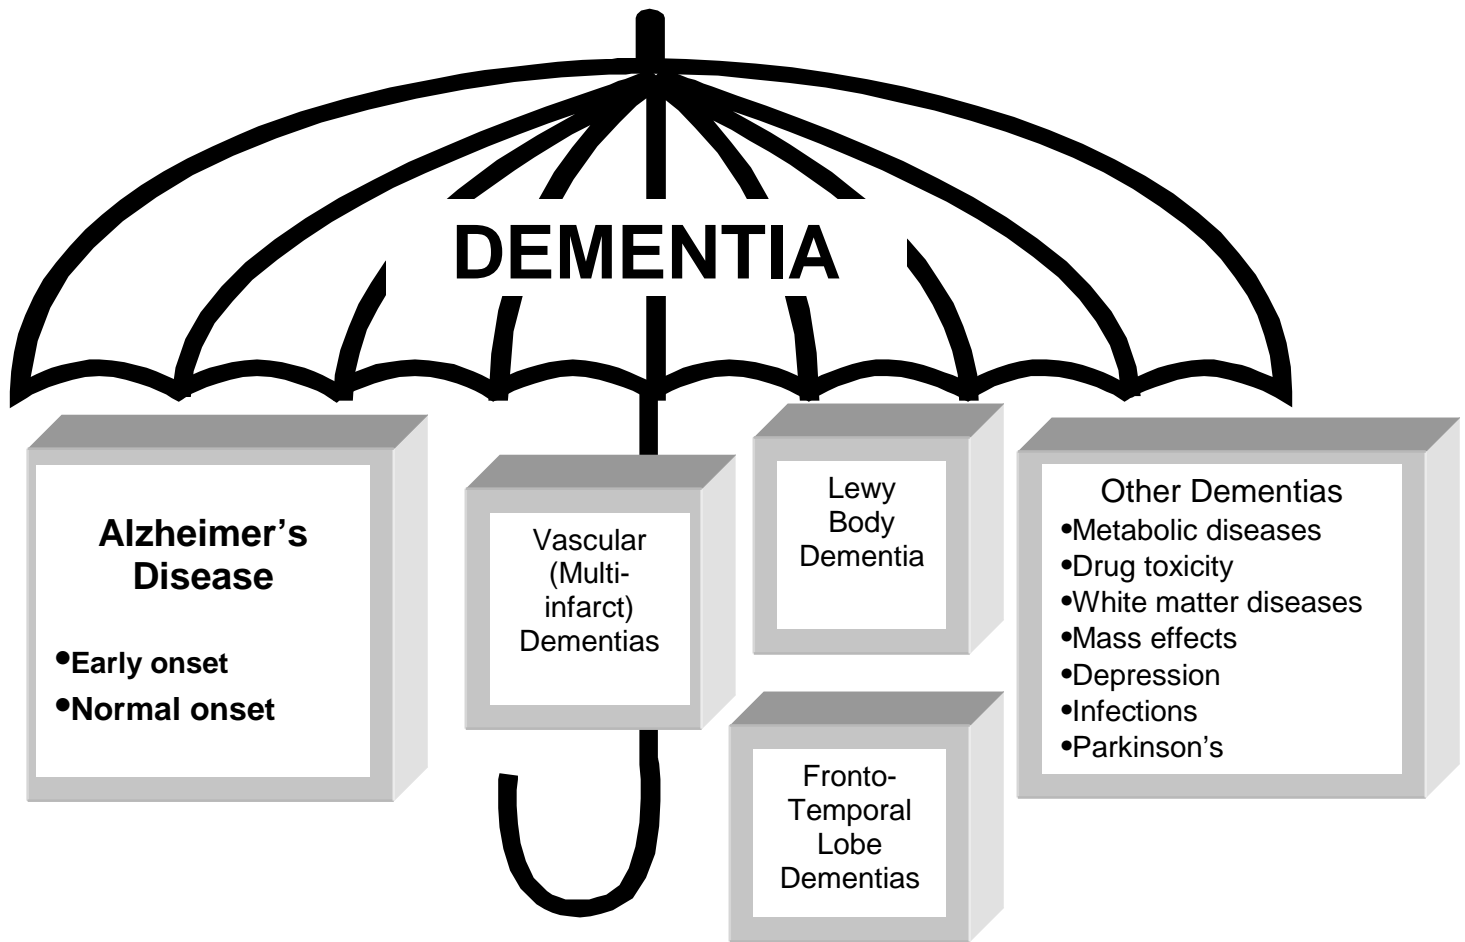 DEMENTIA
Alzheimer's
Disease
•Early onset
•Normal onset
Vascular
(Multi-
infarct)
Dementias
Lewy
Body
Dementia
Fronto-
Temporal
Lobe
Dementias
Other Dementias
•Metabolic diseases
•Drug toxicity
•White matter diseases
•Mass effects
•Depression
•Infections
•Parkinson's